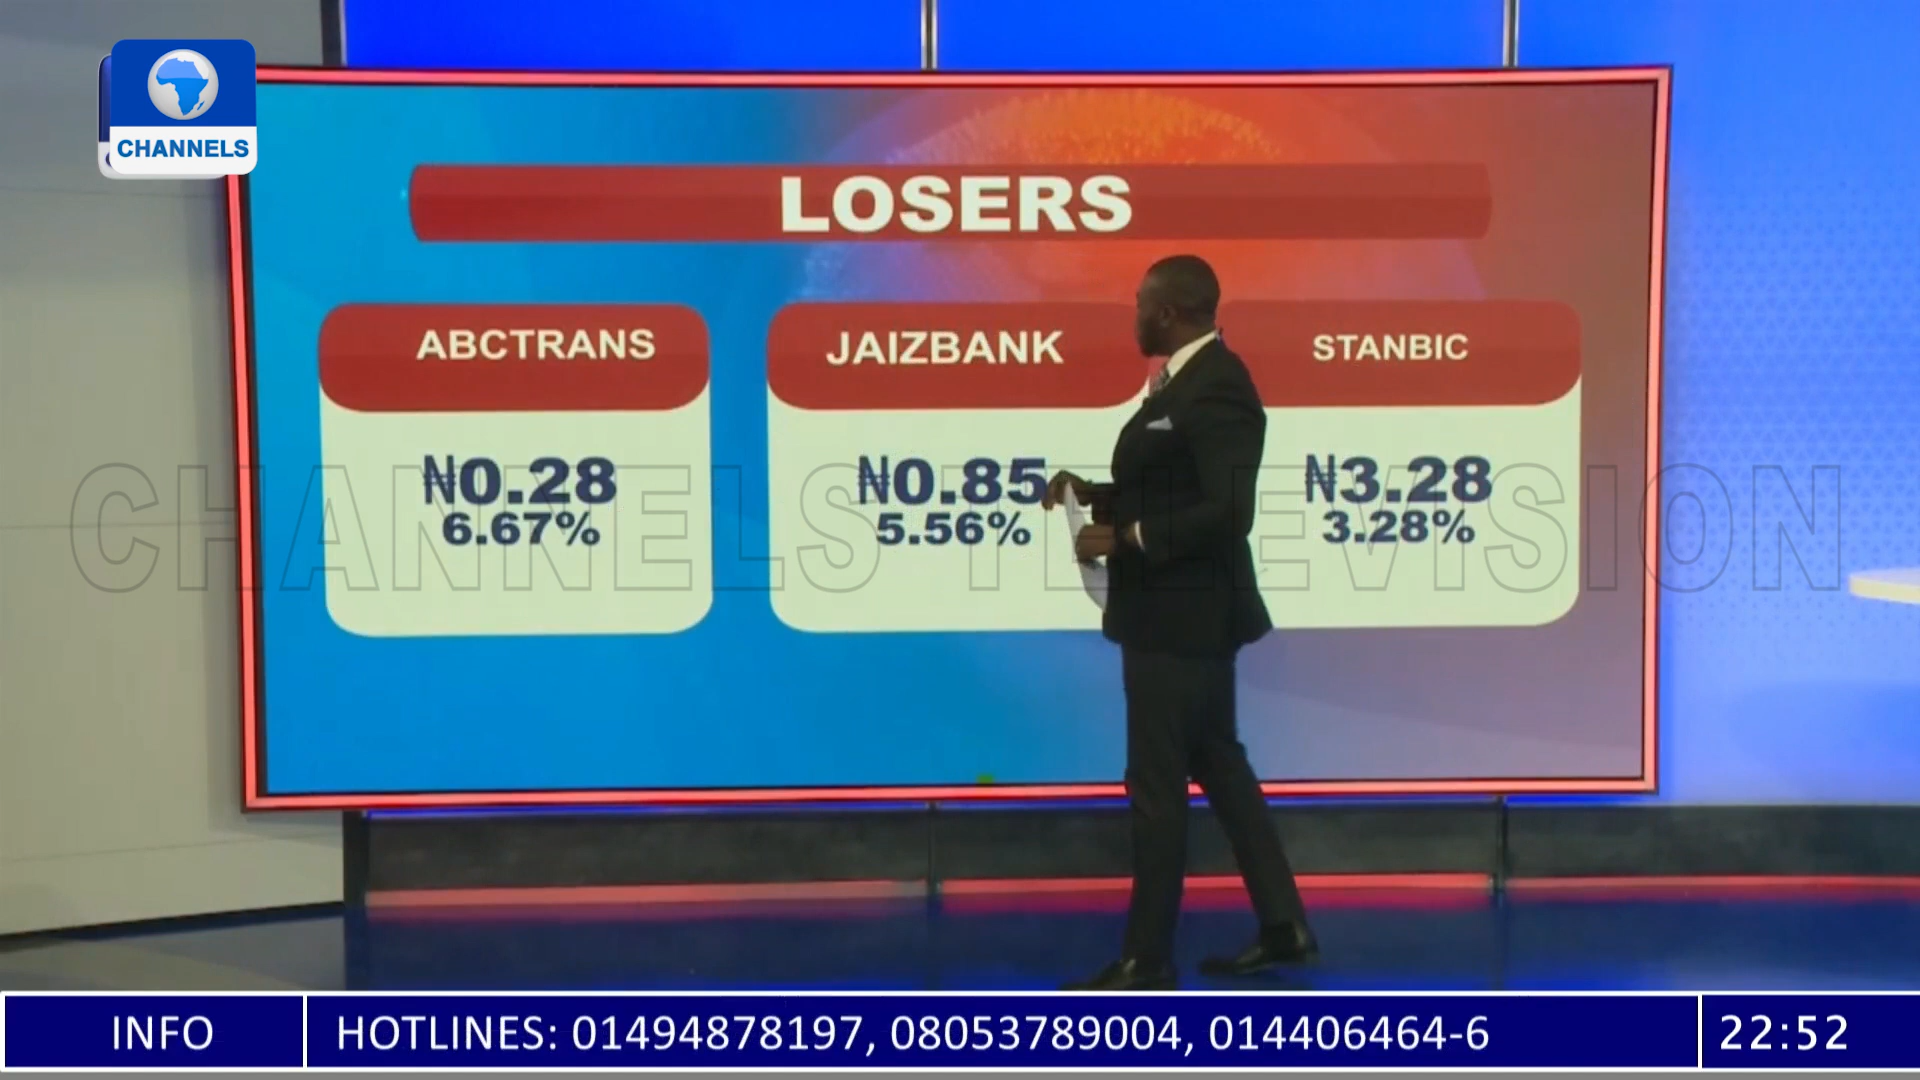 CHANNELS
LOSERS
ABCTRANS
₦0.28
6.67%
JAIZBANK
₦0.85
5.56%
STANBIC
₦3.28
3.28%
CHANNELS TELEVISION
INFO
HOTLINES: 01494878197, 08053789004, 014406464-6
22:52